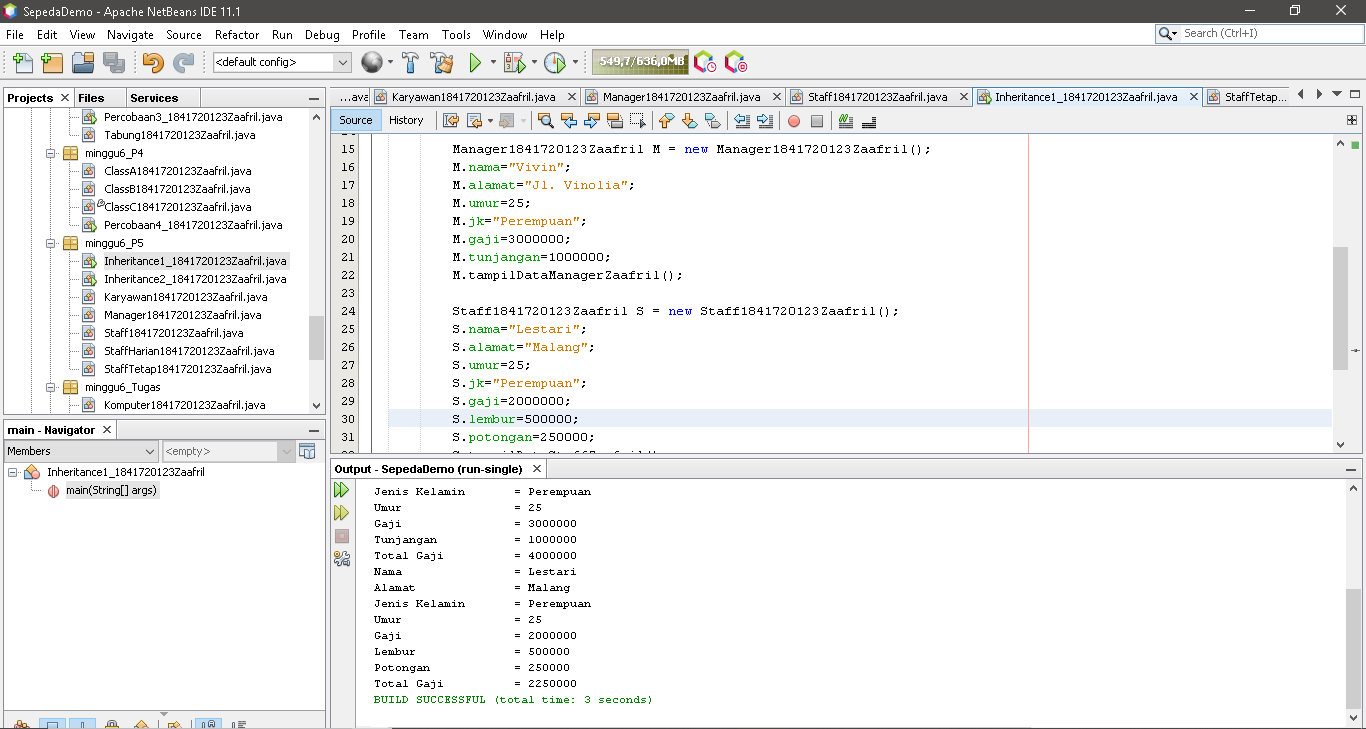 SepedaDemo - Apache NetBeans IDE 11.1
File Edit View Navigate Source Refactor Run Debug Profile Team Tools Window Help
Search (Ctrl+I)
<default config>
549,7/636,0MB
Projects Files Services
Percobaan3_1841720123Zaafril.java
Tabung1841720123Zaafril.java
minggu6_P4
ClassA1841720123Zaafril.java
ClassB1841720123Zaafril.java
ClassC1841720123Zaafril.java
Percobaan4_1841720123Zaafril.java
minggu6_P5
Inheritance1_1841720123Zaafril.java
Inheritance2_1841720123Zaafril.java
Karyawan1841720123Zaafril.java
Manager1841720123Zaafril.java
Staff1841720123Zaafril.java
StaffHarian1841720123Zaafril.java
StaffTetap1841720123Zaafril.java
minggu6_Tugas
Komputer1841720123Zaafril.java
main - Navigator
Members
<empty>
Inheritance1_1841720123Zaafril
main(String[] args)
...ava Karyawan1841720123Zaafril.java Manager1841720123Zaafril.java Staff1841720123Zaafril.java Inheritance1_1841720123Zaafril.java StaffTetap...
Source History
15 Manager1841720123Zaafril M = new Manager1841720123Zaafril();
16 M.nama="Vivin";
17 M.alamat="Jl. Vinolia";
18 M.umur=25;
19 M.jk="Perempuan";
20 M.gaji=3000000;
21 M.tunjangan=1000000;
22 M.tampilDataManagerZaafril();
23
24 Staff1841720123Zaafril S = new Staff1841720123Zaafril();
25 S.nama="Lestari";
26 S.alamat="Malang";
27 S.umur=25;
28 S.jk="Perempuan";
29 S.gaji=2000000;
30 S.lembur=500000;
31 S.potongan=250000;
Output - SepedaDemo (run-single)
Jenis Kelamin = Perempuan
Umur = 25
Gaji = 3000000
Tunjangan = 1000000
Total Gaji = 4000000
Nama = Lestari
Alamat = Malang
Jenis Kelamin = Perempuan
Umur = 25
Gaji = 2000000
Lembur = 500000
Potongan = 250000
Total Gaji = 2250000
BUILD SUCCESSFUL (total time: 3 seconds)